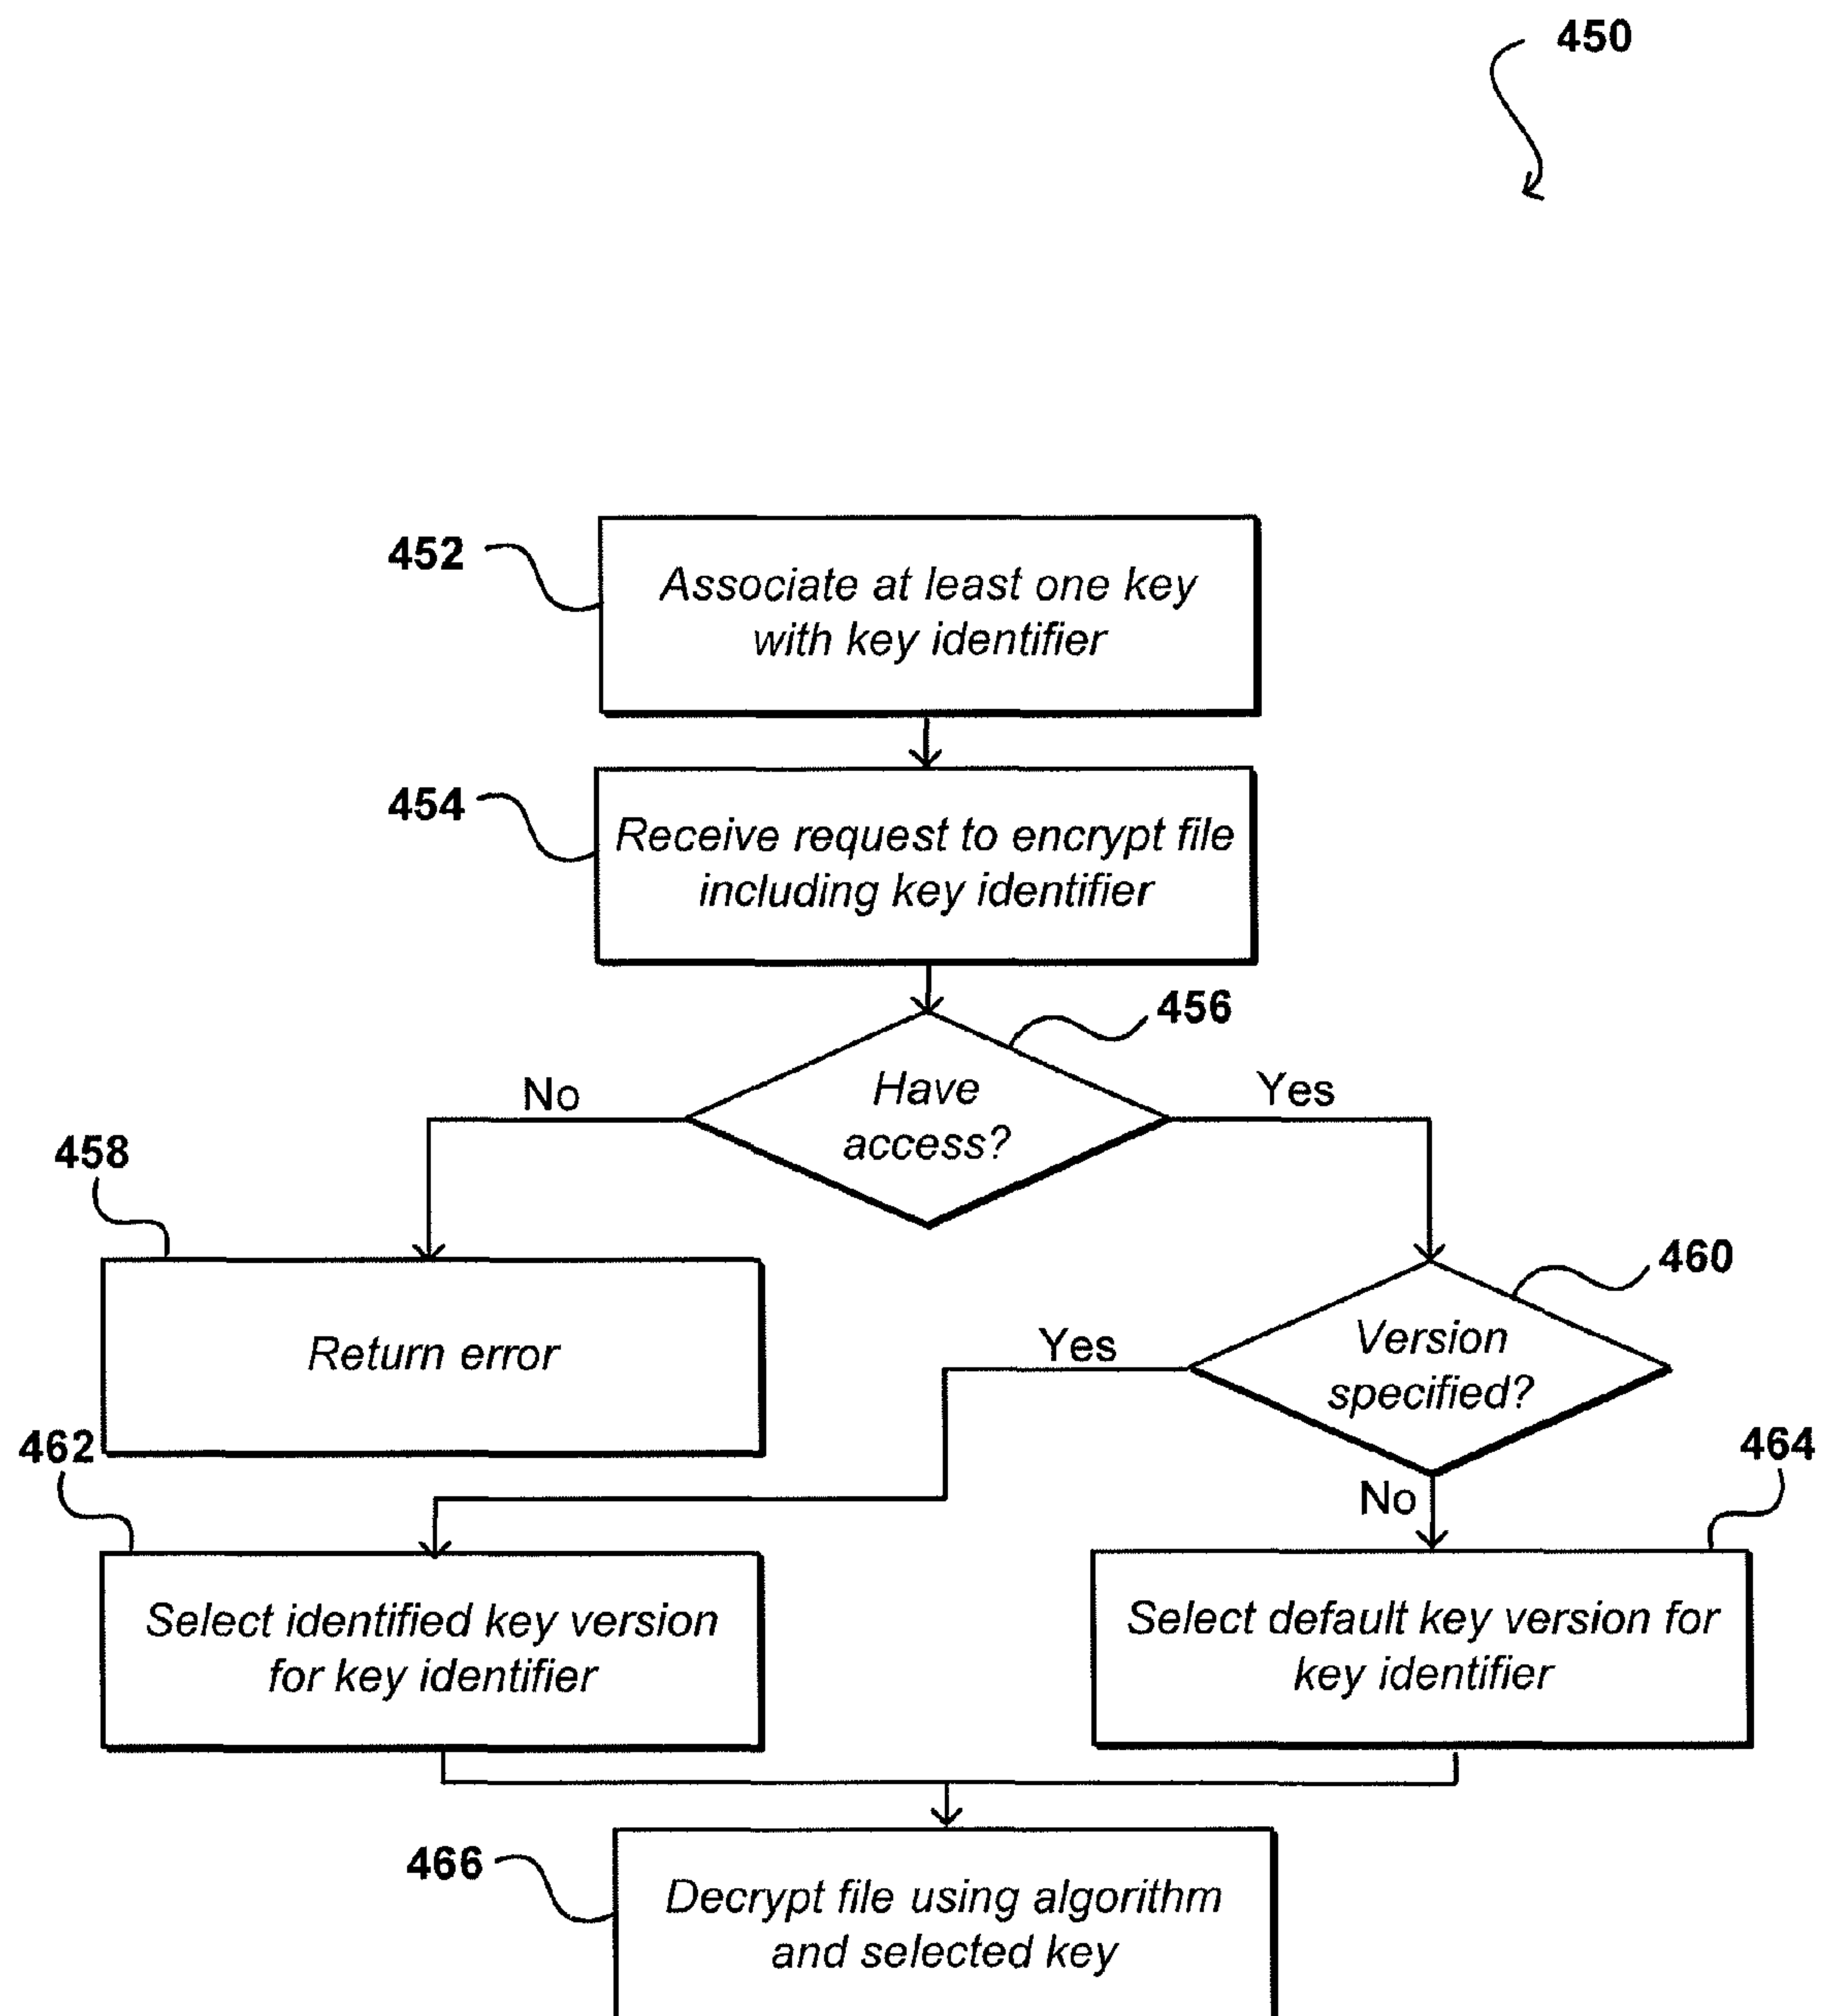 450
452
Associate at least one key
with key identifier
454
Receive request to encrypt file
including key identifier
456
Have
access?
No
Yes
458
Return error
460
Version
specified?
Yes
No
462
Select identified key version
for key identifier
464
Select default key version for
key identifier
466
Decrypt file using algorithm
and selected key